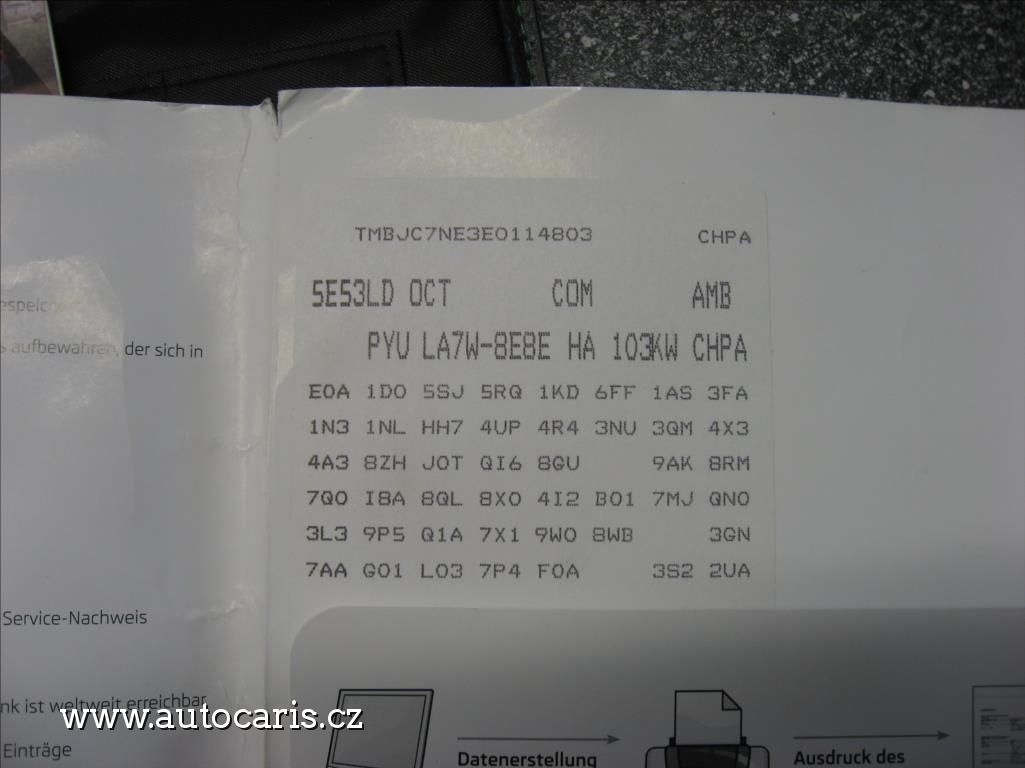 TMBJC7NE3E0114803 CHPA
5E53LD OCT COM AMB
PYU LA7W-8E8E HA 103KW CHPA
E0A 1D0 5SJ 5RQ 1KD 6FF 1AS 3FA
1N3 1NL HH7 4UP 4R4 3NU 3QM 4X3
4A3 8ZH J0T QI6 8GU 9AK 8RM
7Q0 I8A 8QL 8X0 4I2 B01 7MJ QN0
3L3 9P5 Q1A 7X1 9W0 8WB 3GN
7AA G01 L03 7P4 F0A 3S2 2UA
aufbewahren, der sich in
Service-Nachweis
nk ist weltweit erreichbar
Einträge
www.autocaris.cz
Datenerstellung
Ausdruck des